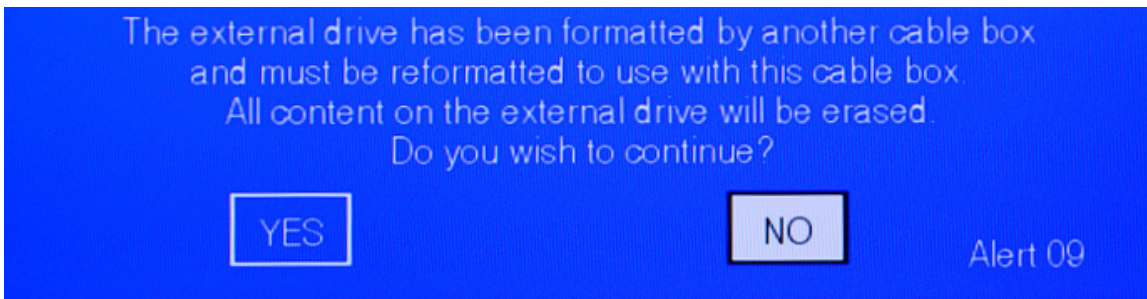 The external drive has been formatted by another cable box
and must be reformatted to use with this cable box.
All content on the external drive will be erased.
Do you wish to continue?
YES
NO
Alert 09